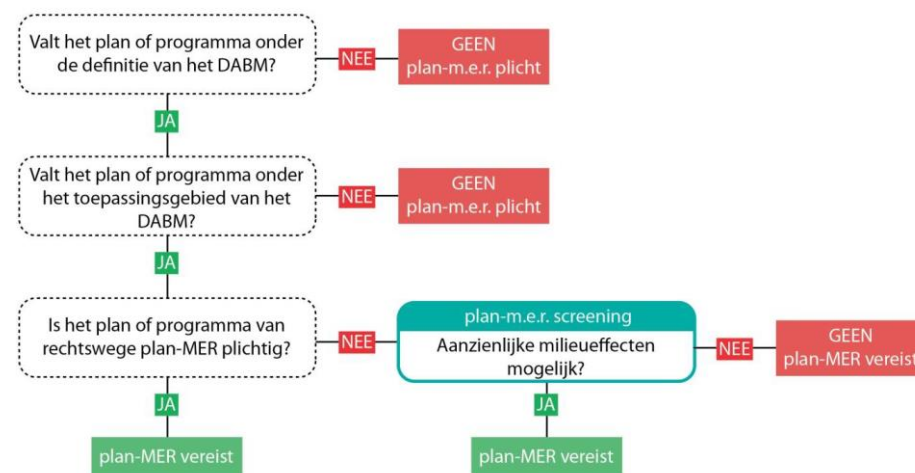 Valt het plan of programma onder
de definitie van het DABM?
NEE
GEEN
plan-m.e.r. plicht
JA
Valt het plan of programma onder
het toepassingsgebied van het
DABM?
NEE
GEEN
plan-m.e.r. plicht
JA
Is het plan of programma van
rechtswege plan-MER plichtig?
NEE
plan-m.e.r. screening
Aanzienlijke milieueffecten
mogelijk?
NEE
GEEN
plan-MER vereist
JA
JA
plan-MER vereist
plan-MER vereist